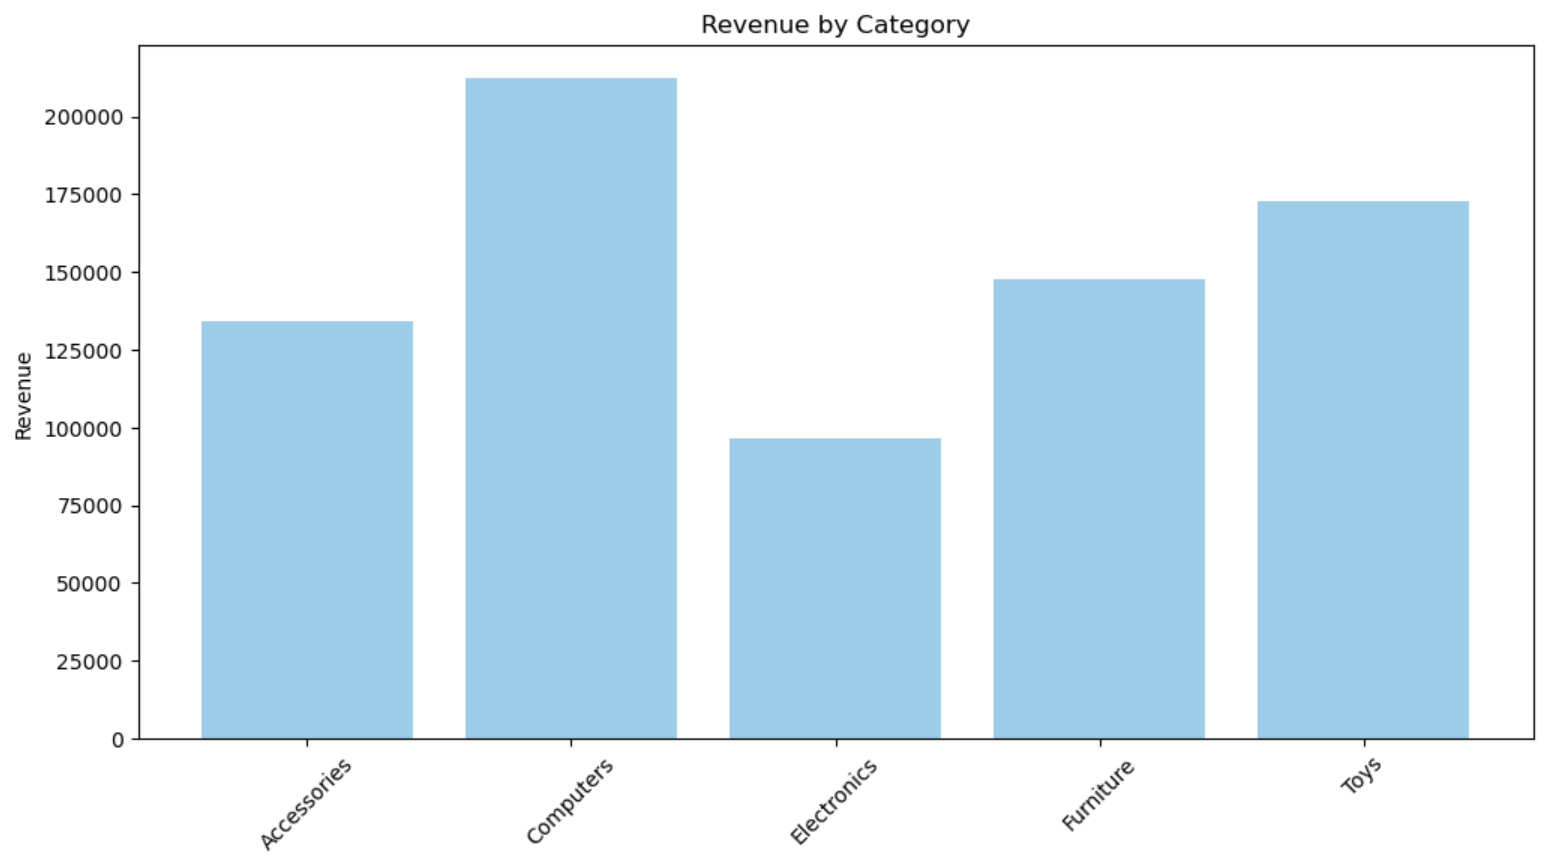 Revenue by Category
Revenue
200000
175000
150000
125000
100000
75000
50000
25000
0
Accessories
Computers
Electronics
Furniture
Toys